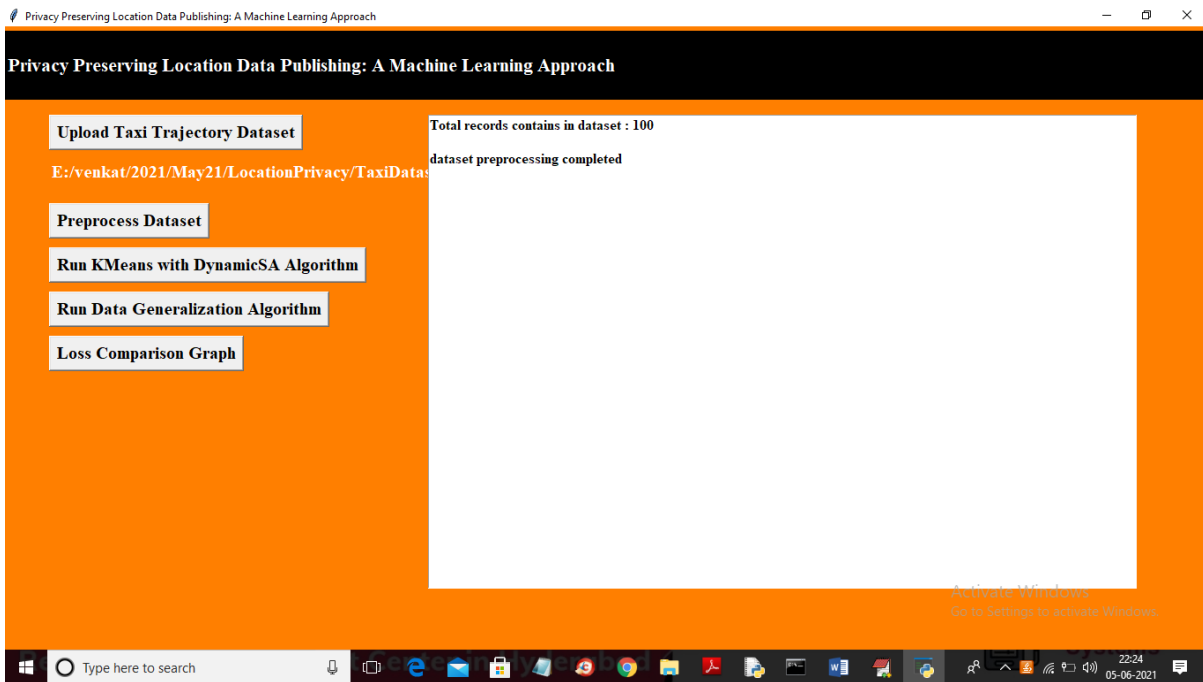 Privacy Preserving Location Data Publishing: A Machine Learning Approach
Privacy Preserving Location Data Publishing: A Machine Learning Approach
Upload Taxi Trajectory Dataset
E:/venkat/2021/May21/LocationPrivacy/TaxiDatas
Preprocess Dataset
Run KMeans with DynamicSA Algorithm
Run Data Generalization Algorithm
Loss Comparison Graph
Total records contains in dataset : 100
dataset preprocessing completed
Activate Windows
Go to Settings to activate Windows.
Type here to search
22:24
05-06-2021